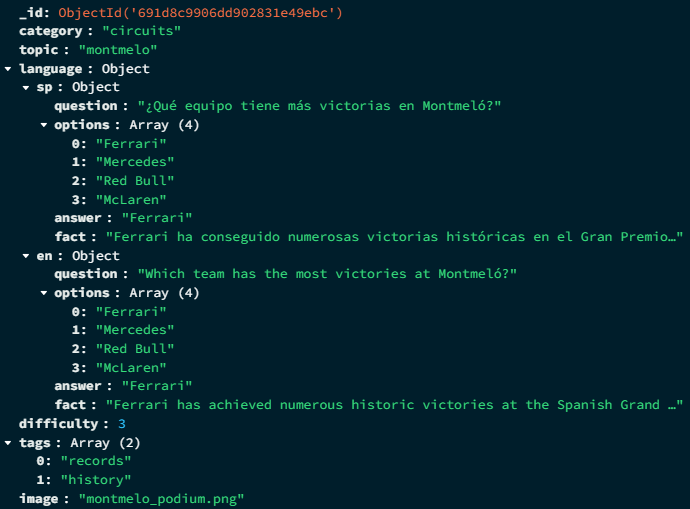 _id: ObjectId('691d8c9906dd902831e49ebc')
category: "circuits"
topic: "montmelo"
language: Object
sp: Object
question: "¿Qué equipo tiene más victorias en Montmeló?"
options: Array (4)
0: "Ferrari"
1: "Mercedes"
2: "Red Bull"
3: "McLaren"
answer: "Ferrari"
fact: "Ferrari ha conseguido numerosas victorias históricas en el Gran Premio…"
en: Object
question: "Which team has the most victories at Montmeló?"
options: Array (4)
0: "Ferrari"
1: "Mercedes"
2: "Red Bull"
3: "McLaren"
answer: "Ferrari"
fact: "Ferrari has achieved numerous historic victories at the Spanish Grand …"
difficulty: 3
tags: Array (2)
0: "records"
1: "history"
image: "montmelo_podium.png"